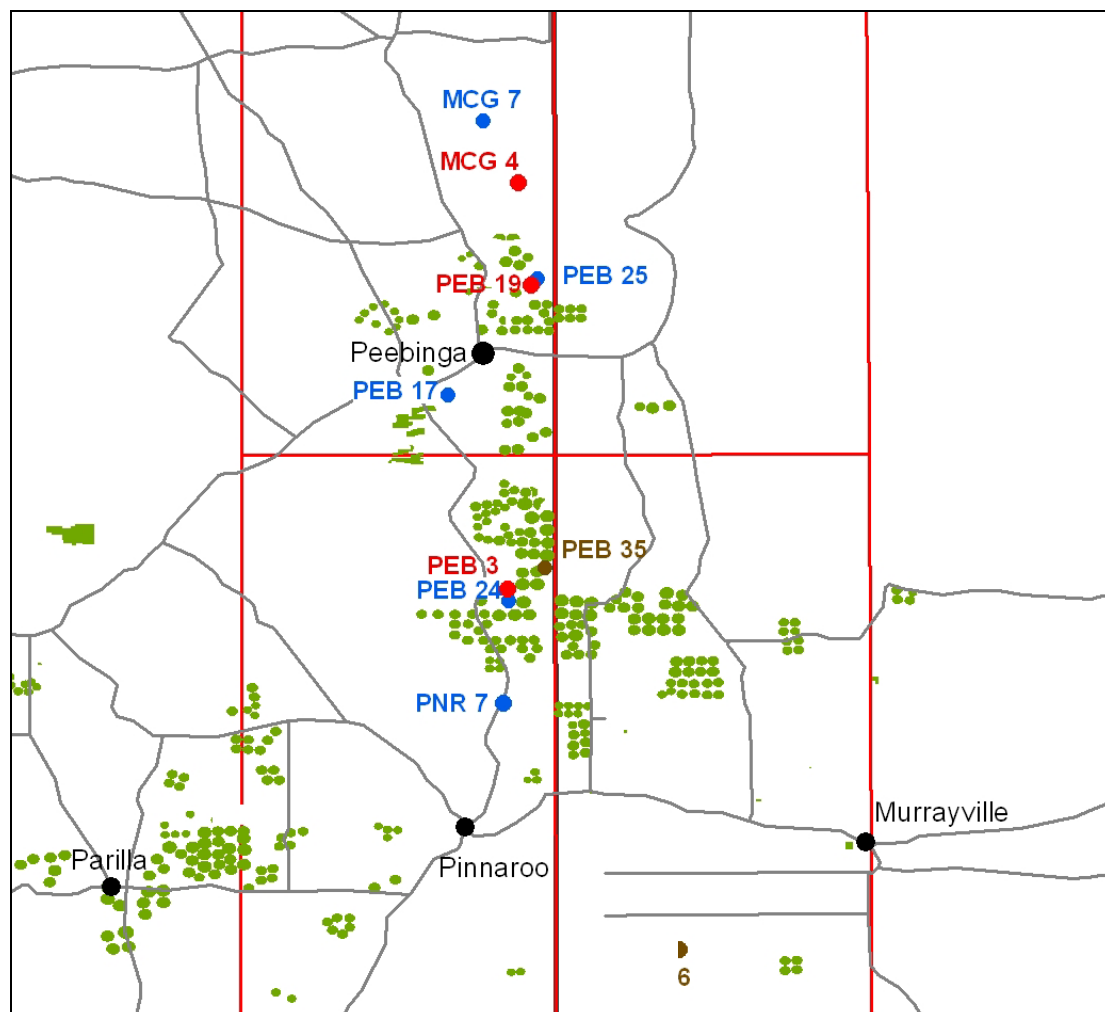 MCG 7
MCG 4
PEB 19
PEB 25
Peebinga
PEB 17
PEB 35
PEB 3
PEB 24
PNR 7
Murrayville
Parilla
Pinnaroo
6